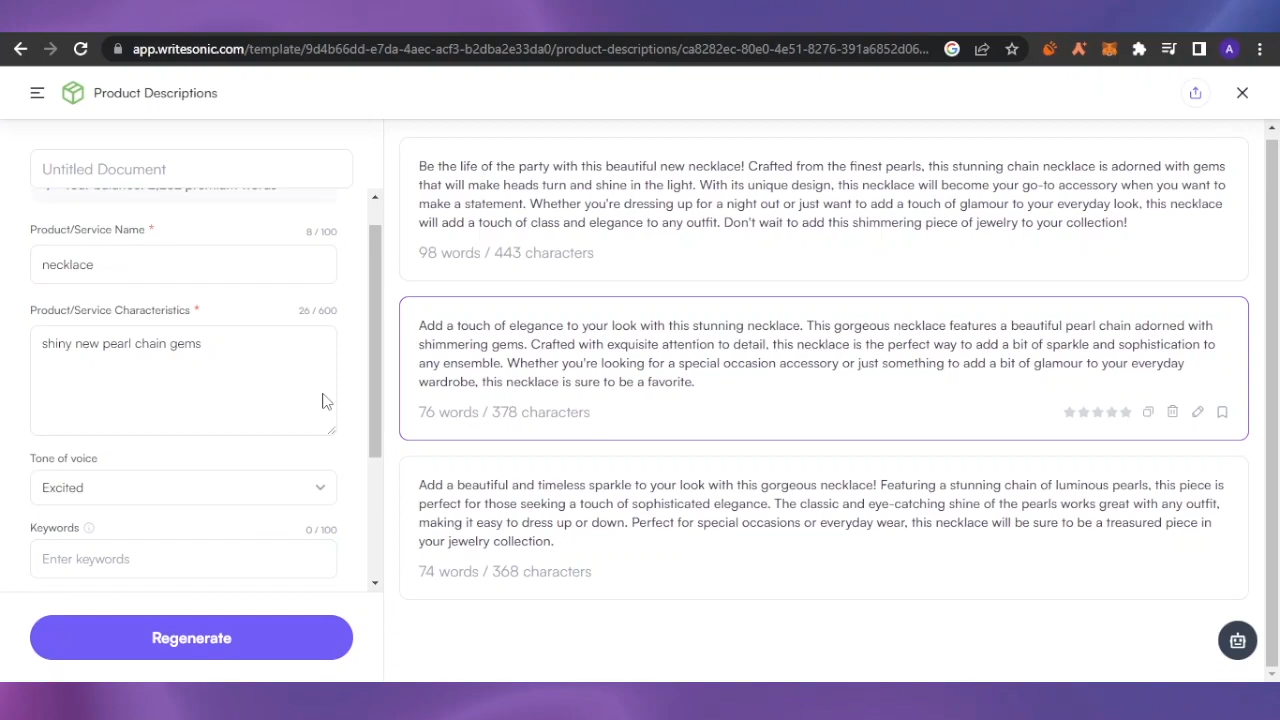 app.writesonic.com/template/9d4b66dd-e7da-4aec-acf3-b2dba2e33da0/product-descriptions/ca8282ec-80e0-4e51-8276-391a6852d06...
A
Product Descriptions
Untitled Document
Product/Service Name *
8 / 100
necklace
Product/Service Characteristics *
26 / 600
shiny new pearl chain gems
Tone of voice
Excited
Keywords
0 / 100
Enter keywords
Regenerate
Be the life of the party with this beautiful new necklace! Crafted from the finest pearls, this stunning chain necklace is adorned with gems
that will make heads turn and shine in the light. With its unique design, this necklace will become your go-to accessory when you want to
make a statement. Whether you're dressing up for a night out or just want to add a touch of glamour to your everyday look, this necklace
will add a touch of class and elegance to any outfit. Don't wait to add this shimmering piece of jewelry to your collection!
98 words / 443 characters
Add a touch of elegance to your look with this stunning necklace. This gorgeous necklace features a beautiful pearl chain adorned with
shimmering gems. Crafted with exquisite attention to detail, this necklace is the perfect way to add a bit of sparkle and sophistication to
any ensemble. Whether you're looking for a special occasion accessory or just something to add a bit of glamour to your everyday
wardrobe, this necklace is sure to be a favorite.
76 words / 378 characters
Add a beautiful and timeless sparkle to your look with this gorgeous necklace! Featuring a stunning chain of luminous pearls, this piece is
perfect for those seeking a touch of sophisticated elegance. The classic and eye-catching shine of the pearls works great with any outfit,
making it easy to dress up or down. Perfect for special occasions or everyday wear, this necklace will be sure to be a treasured piece in
your jewelry collection.
74 words / 368 characters